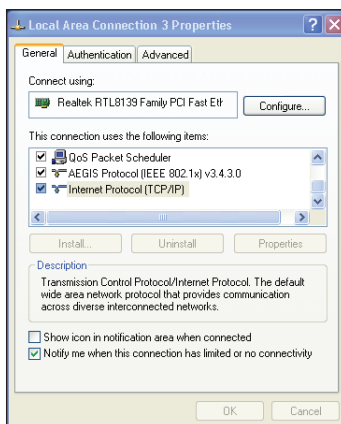 Local Area Connection 3 Properties
General Authentication Advanced
Connect using:
Realtek RTL8139 Family PCI Fast Eth
Configure...
This connection uses the following items:
QoS Packet Scheduler
AEGIS Protocol (IEEE 802.1x) v3.4.3.0
Internet Protocol (TCP/IP)
Install... Uninstall Properties
Description
Transmission Control Protocol/Internet Protocol. The default
wide area network protocol that provides communication
across diverse interconnected networks.
Show icon in notification area when connected
Notify me when this connection has limited or no connectivity
OK Cancel